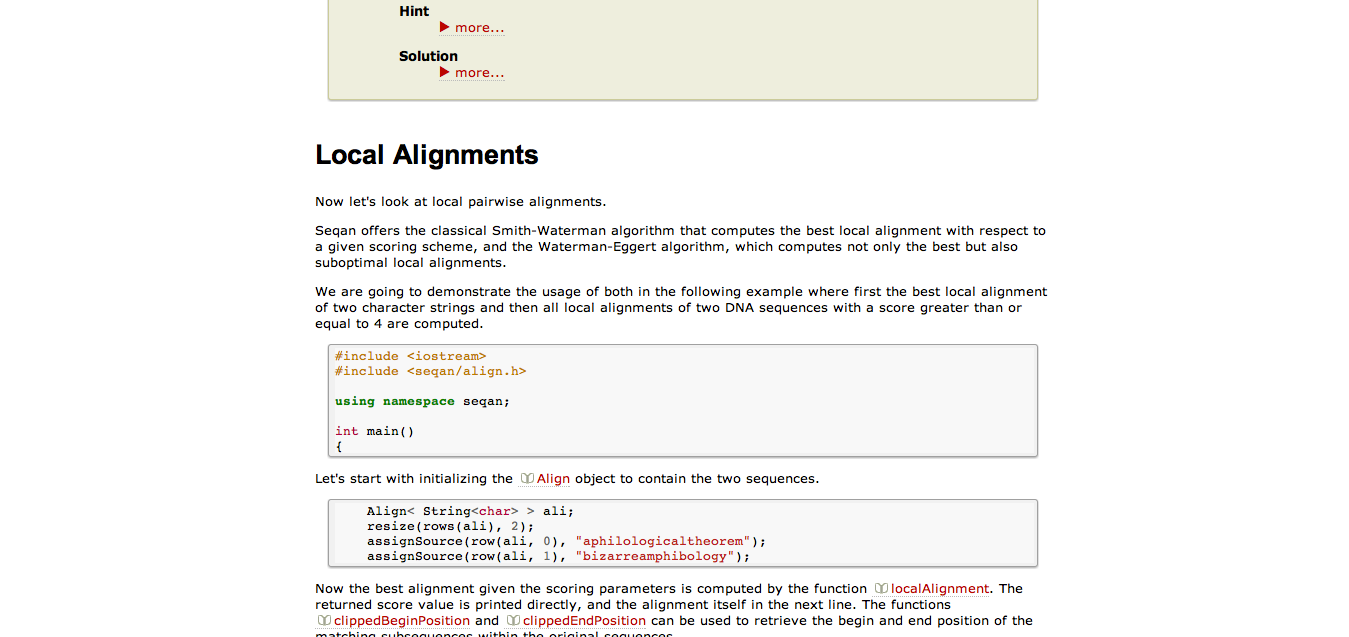 Hint
▶ more...
Solution
▶ more...
Local Alignments
Now let's look at local pairwise alignments.
Seqan offers the classical Smith-Waterman algorithm that computes the best local alignment with respect to
a given scoring scheme, and the Waterman-Eggert algorithm, which computes not only the best but also
suboptimal local alignments.
We are going to demonstrate the usage of both in the following example where first the best local alignment
of two character strings and then all local alignments of two DNA sequences with a score greater than or
equal to 4 are computed.
#include <iostream>
#include <seqan/align.h>
using namespace seqan;
int main()
{
Let's start with initializing the Align object to contain the two sequences.
Align< String<char> > ali;
resize(rows(ali), 2);
assignSource(row(ali, 0), "aphilologicaltheorem");
assignSource(row(ali, 1), "bizarreamphibology");
Now the best alignment given the scoring parameters is computed by the function localAlignment. The
returned score value is printed directly, and the alignment itself in the next line. The functions
clippedBeginPosition and clippedEndPosition can be used to retrieve the begin and end position of the
matching subsequences within the original sequences.